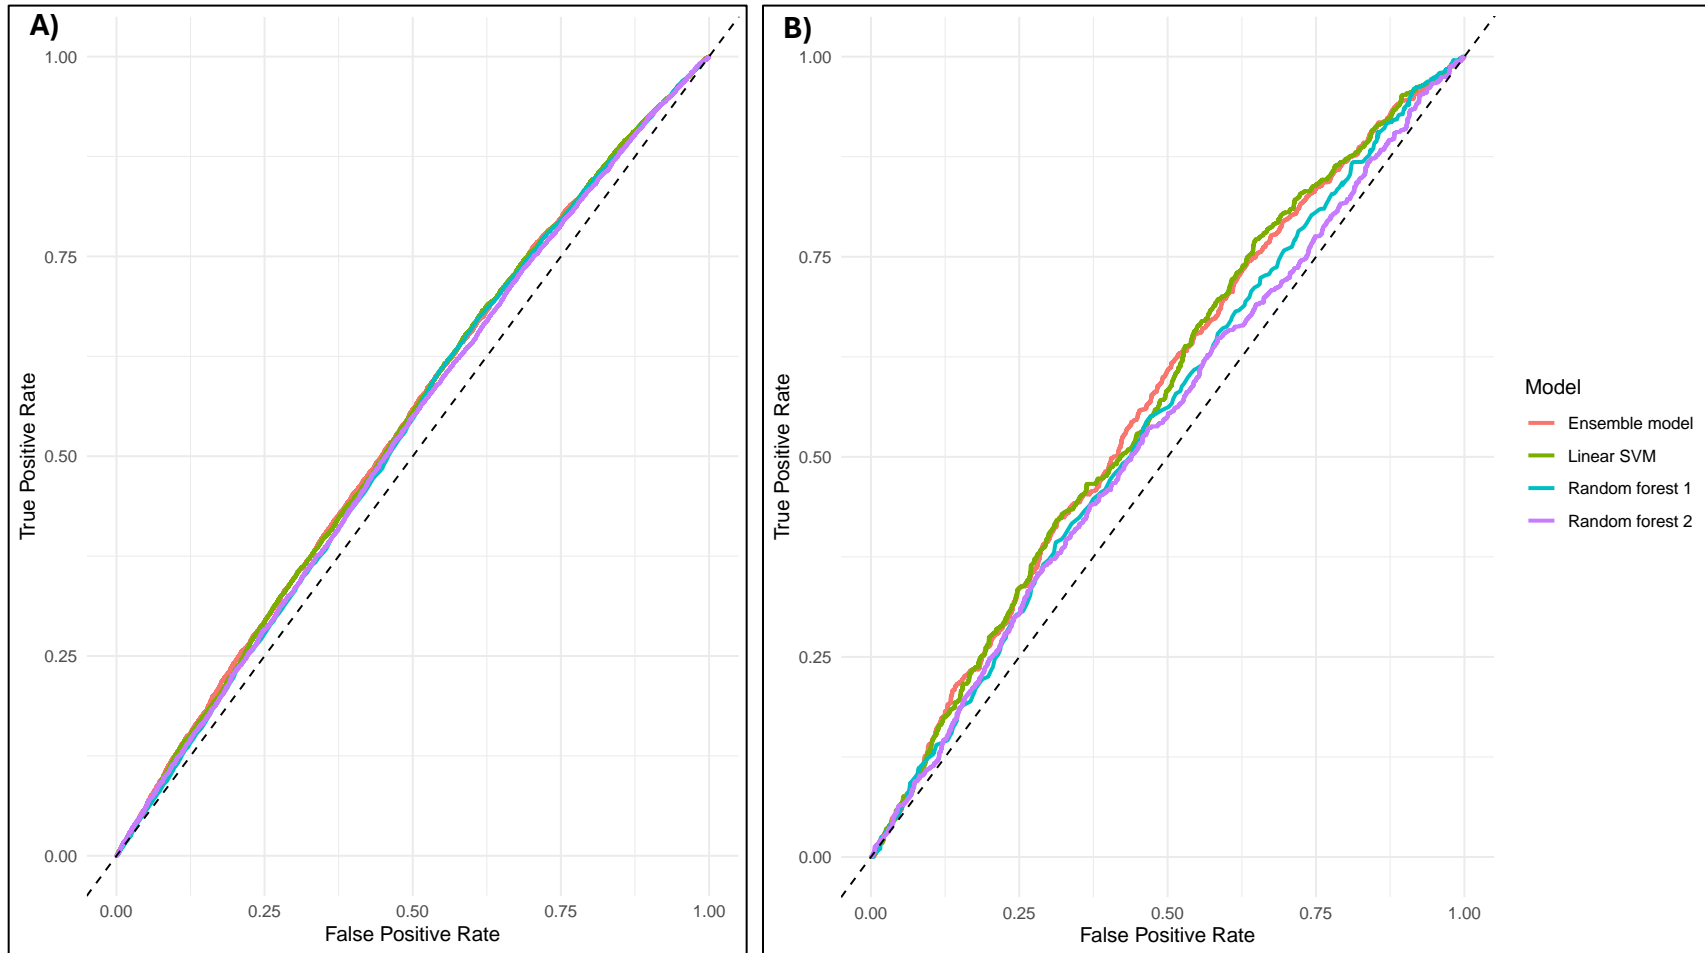 A)
1.00
0.75
0.50
0.25
0.00
True Positive Rate
0.00 0.25 0.50 0.75 1.00
False Positive Rate
B)
1.00
0.75
0.50
0.25
0.00
True Positive Rate
0.00 0.25 0.50 0.75 1.00
False Positive Rate
Model
Ensemble model
Linear SVM
Random forest 1
Random forest 2